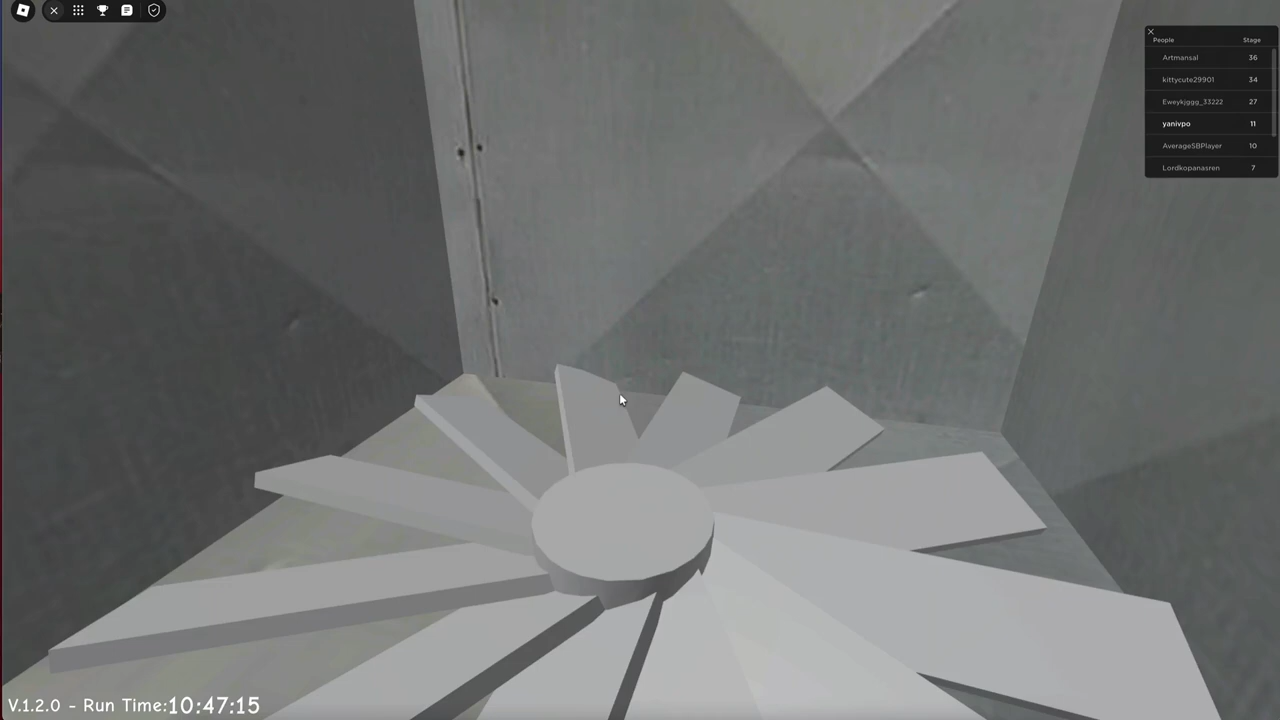 People Stage
Artmansal 36
kittycute29901 34
Eweykjggg_33222 27
yanivpo 11
AverageSBPlayer 10
Lordkopanasren 7
V.1.2.0 - Run Time:10:47:15